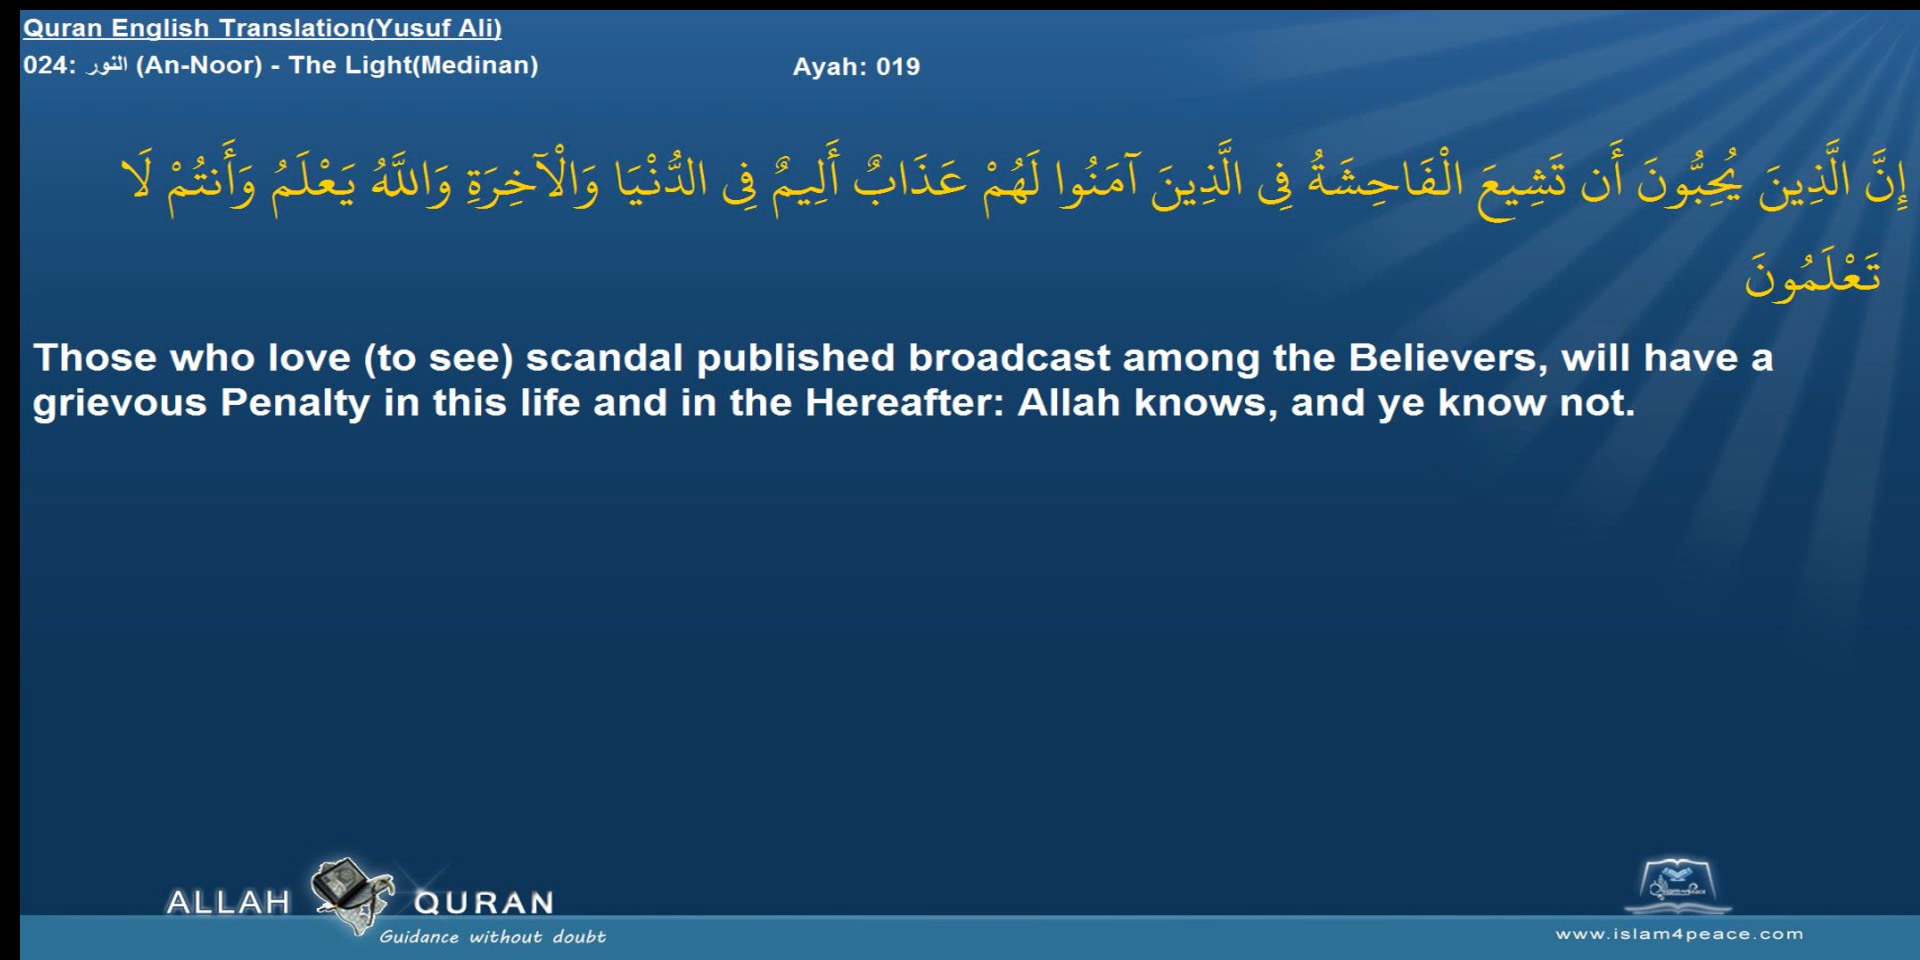 Quran English Translation(Yusuf Ali)
024: النور (An-Noor) - The Light(Medinan)
Ayah: 019
إِنَّ الَّذِينَ يُحِبُّونَ أَن تَشِيعَ الْفَاحِشَةُ فِي الَّذِينَ آمَنُوا لَهُمْ عَذَابٌ أَلِيمٌ فِي الدُّنْيَا وَالْآخِرَةِ وَاللَّهُ يَعْلَمُ وَأَنتُمْ لَا
تَعْلَمُونَ
Those who love (to see) scandal published broadcast among the Believers, will have a
grievous Penalty in this life and in the Hereafter: Allah knows, and ye know not.
ALLAH QURAN
Guidance without doubt
www.islam4peace.com